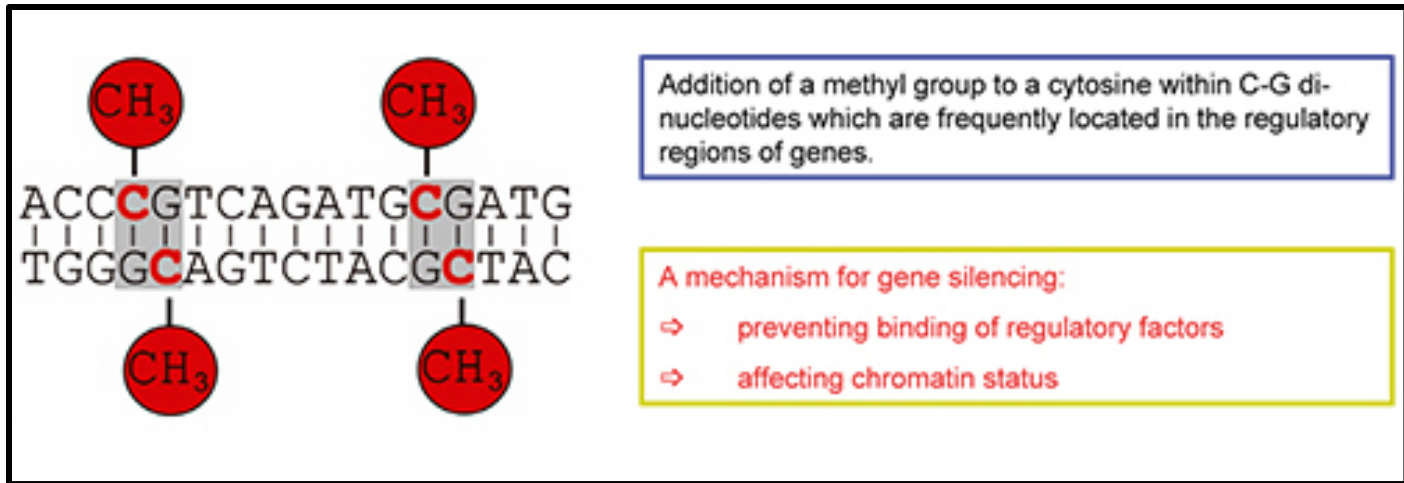 CH3 CH3
ACCCGTCAGATGCGATG
TGGGCAGTCTACGCTAC
CH3 CH3
Addition of a methyl group to a cytosine within C-G di-
nucleotides which are frequently located in the regulatory
regions of genes.
A mechanism for gene silencing:
⇨ preventing binding of regulatory factors
⇨ affecting chromatin status